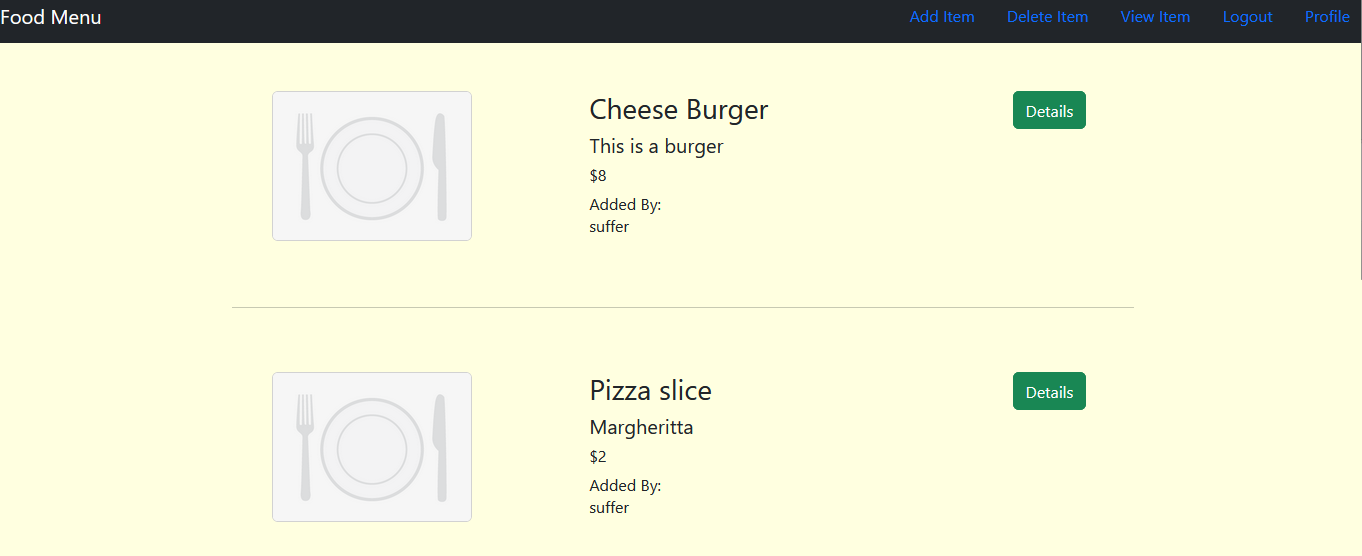 Food Menu Add Item Delete Item View Item Logout Profile
Cheese Burger Details
This is a burger
$8
Added By:
suffer
Pizza slice Details
Margheritta
$2
Added By:
suffer